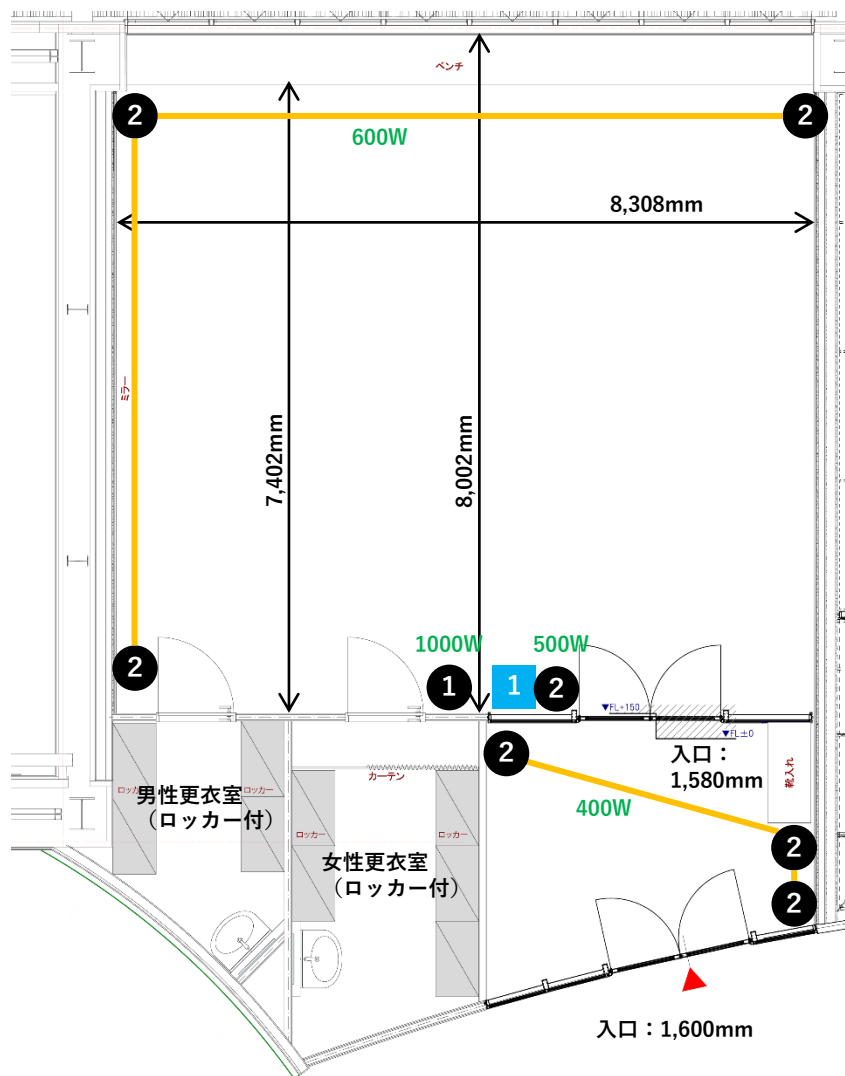 ベンチ
2
2
600W
8,308mm
ミラー
7,402mm
8,002mm
1000W
500W
2
1
1
2
▼FL+150
▼FL±0
2
入口：
1,580mm
靴入れ
カーテン
ロッカー
ロッカー
男性更衣室
（ロッカー付）
400W
ロッカー
ロッカー
女性更衣室
（ロッカー付）
2
2
入口：1,600mm